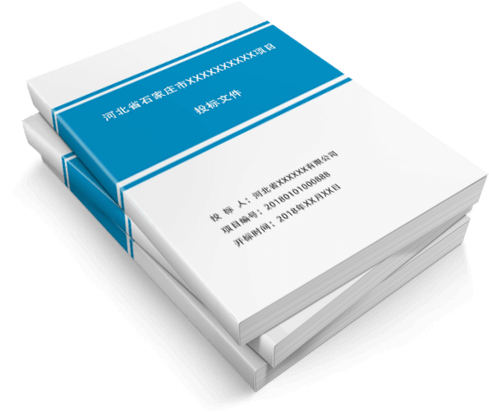 河北省石家庄市XXXXXXXXXX项目
投标文件
投 标 人：河北省XXXXXX有限公司
项目编号：20180101000888
开标时间：2018年XX月XX日